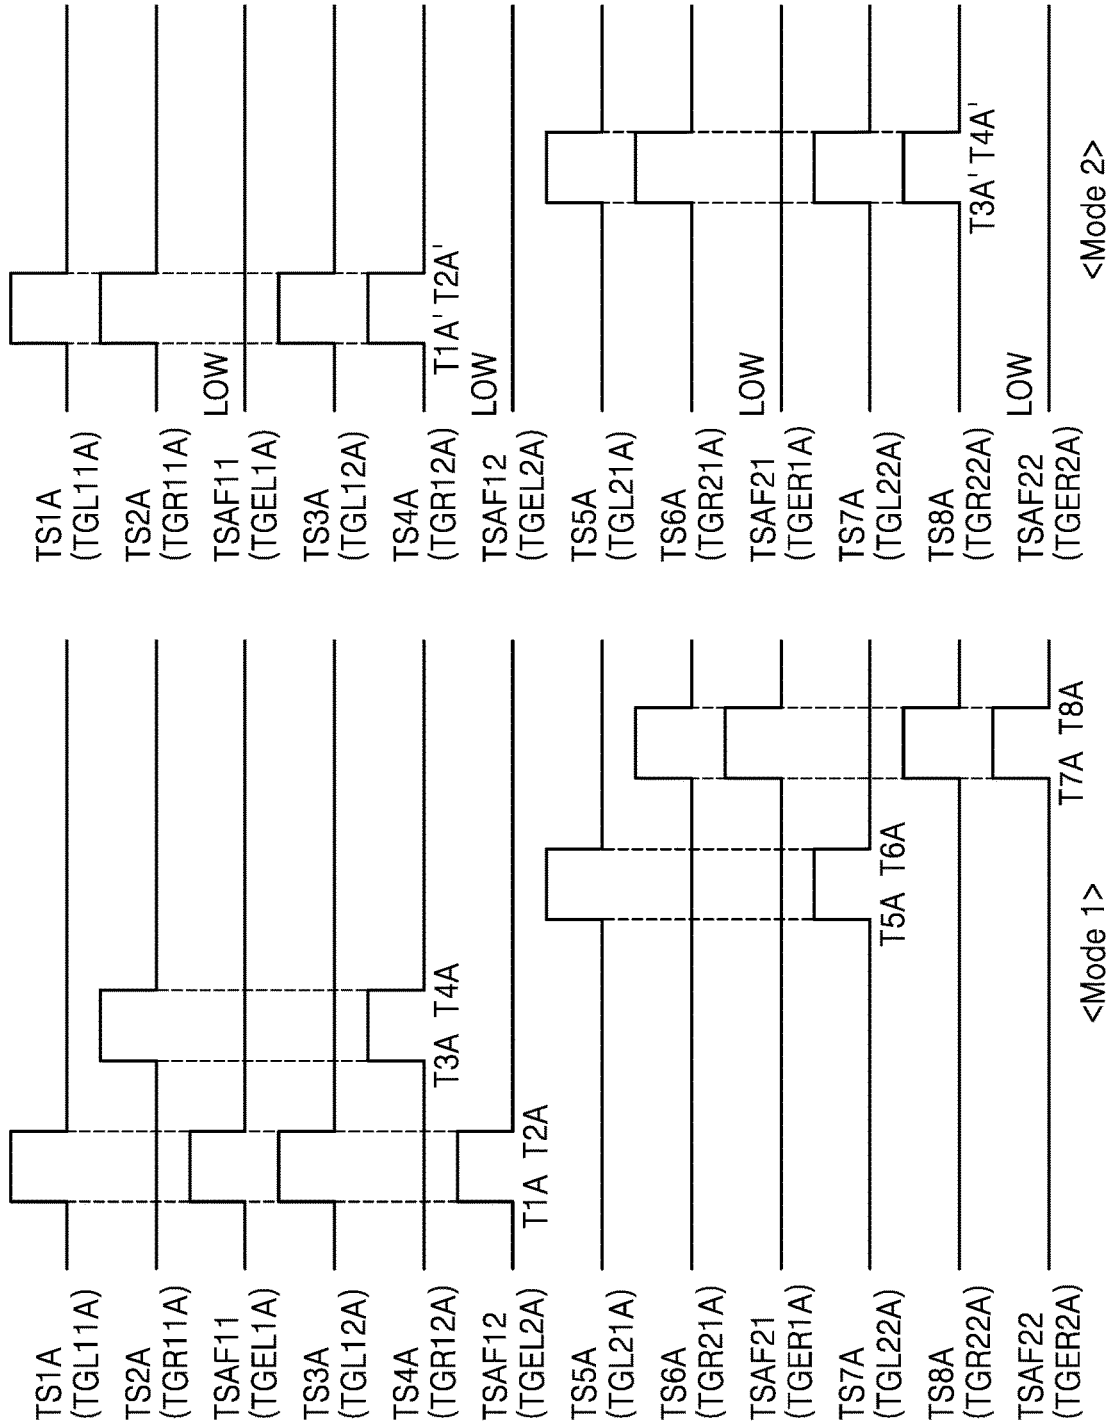 TS1A
(TGL11A)
TS2A
(TGR11A)
TSAF11
(TGEL1A)
TS3A
(TGL12A)
TS4A
(TGR12A)
T3A T4A
TSAF12
(TGEL2A)
T1A T2A
TS5A
(TGL21A)
TS6A
(TGR21A)
TSAF21
(TGER1A)
TS7A
(TGL22A)
T5A T6A
TS8A
(TGR22A)
TSAF22
(TGER2A)
T7A T8A
<Mode 1>
TS1A
(TGL11A)
TS2A
(TGR11A)
LOW
TSAF11
(TGEL1A)
TS3A
(TGL12A)
TS4A
(TGR12A)
T1A' T2A'
LOW
TSAF12
(TGEL2A)
TS5A
(TGL21A)
TS6A
(TGR21A)
LOW
TSAF21
(TGER1A)
TS7A
(TGL22A)
TS8A
(TGR22A)
T3A' T4A'
LOW
TSAF22
(TGER2A)
<Mode 2>